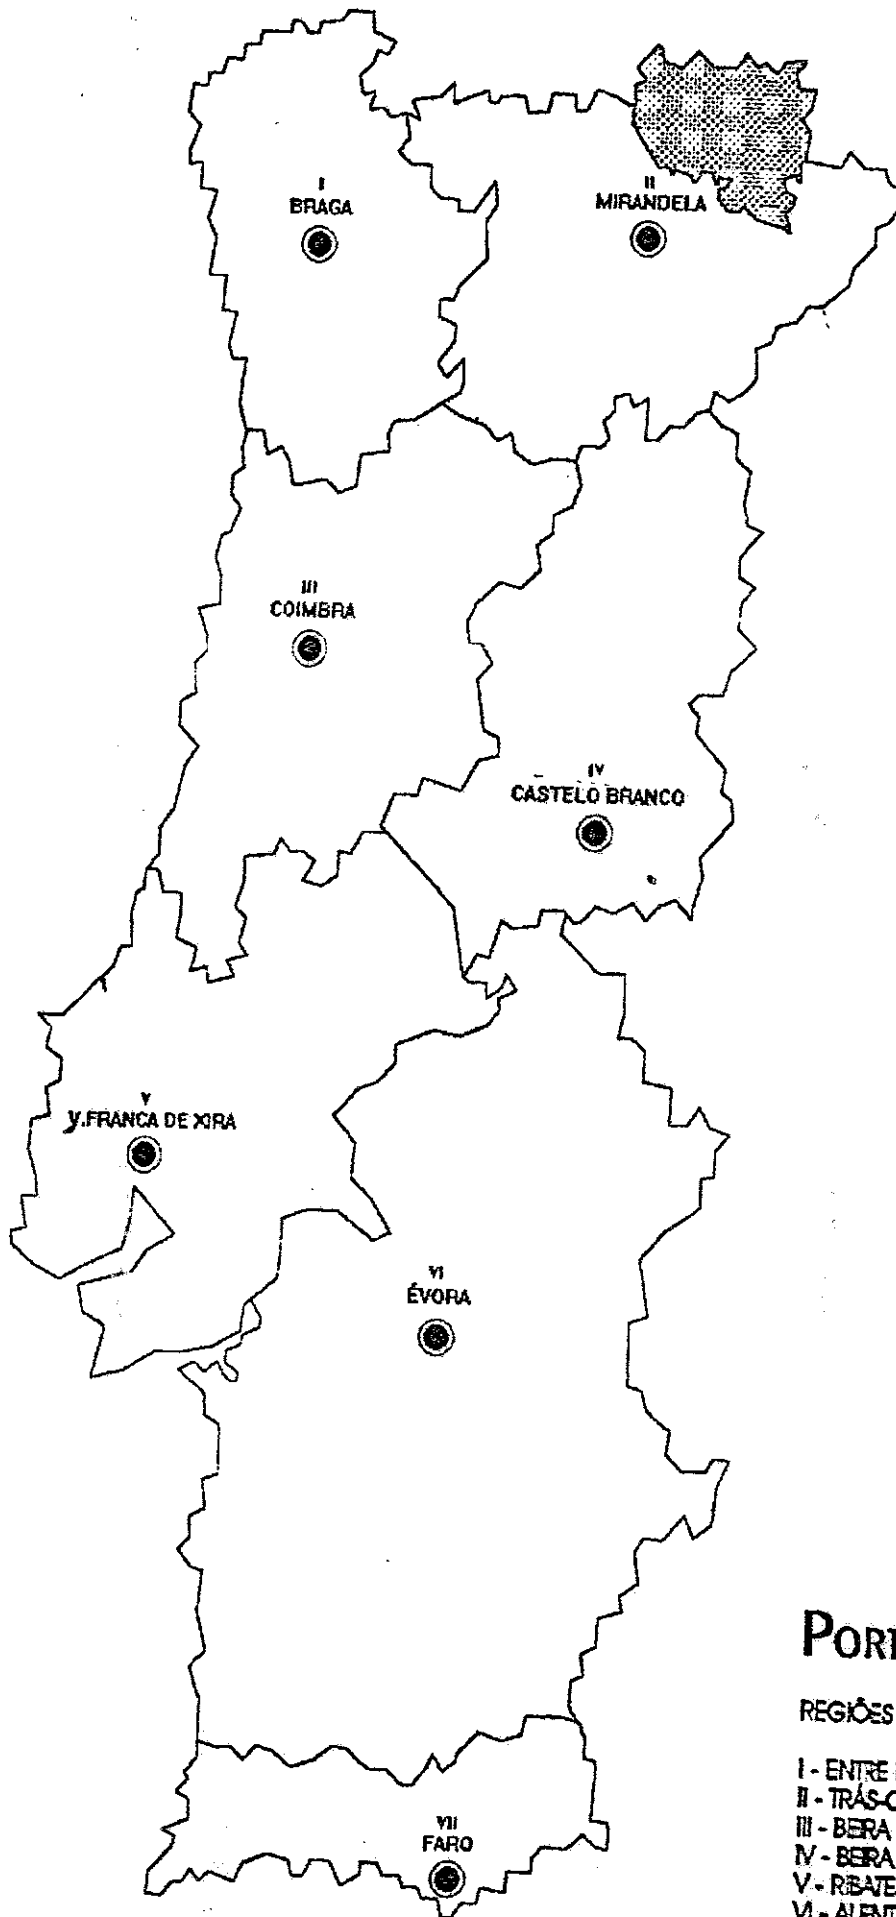 I
BRAGA
II
MIRANDELA
III
COIMBRA
IV
CASTELO BRANCO
V
V.FRANCA DE XIRA
VI
ÉVORA
VII
FARO
REGIÕES
I - ENTRE
II - TRÁS-
III - BEIRA
IV - BEIRA
V -
VI -